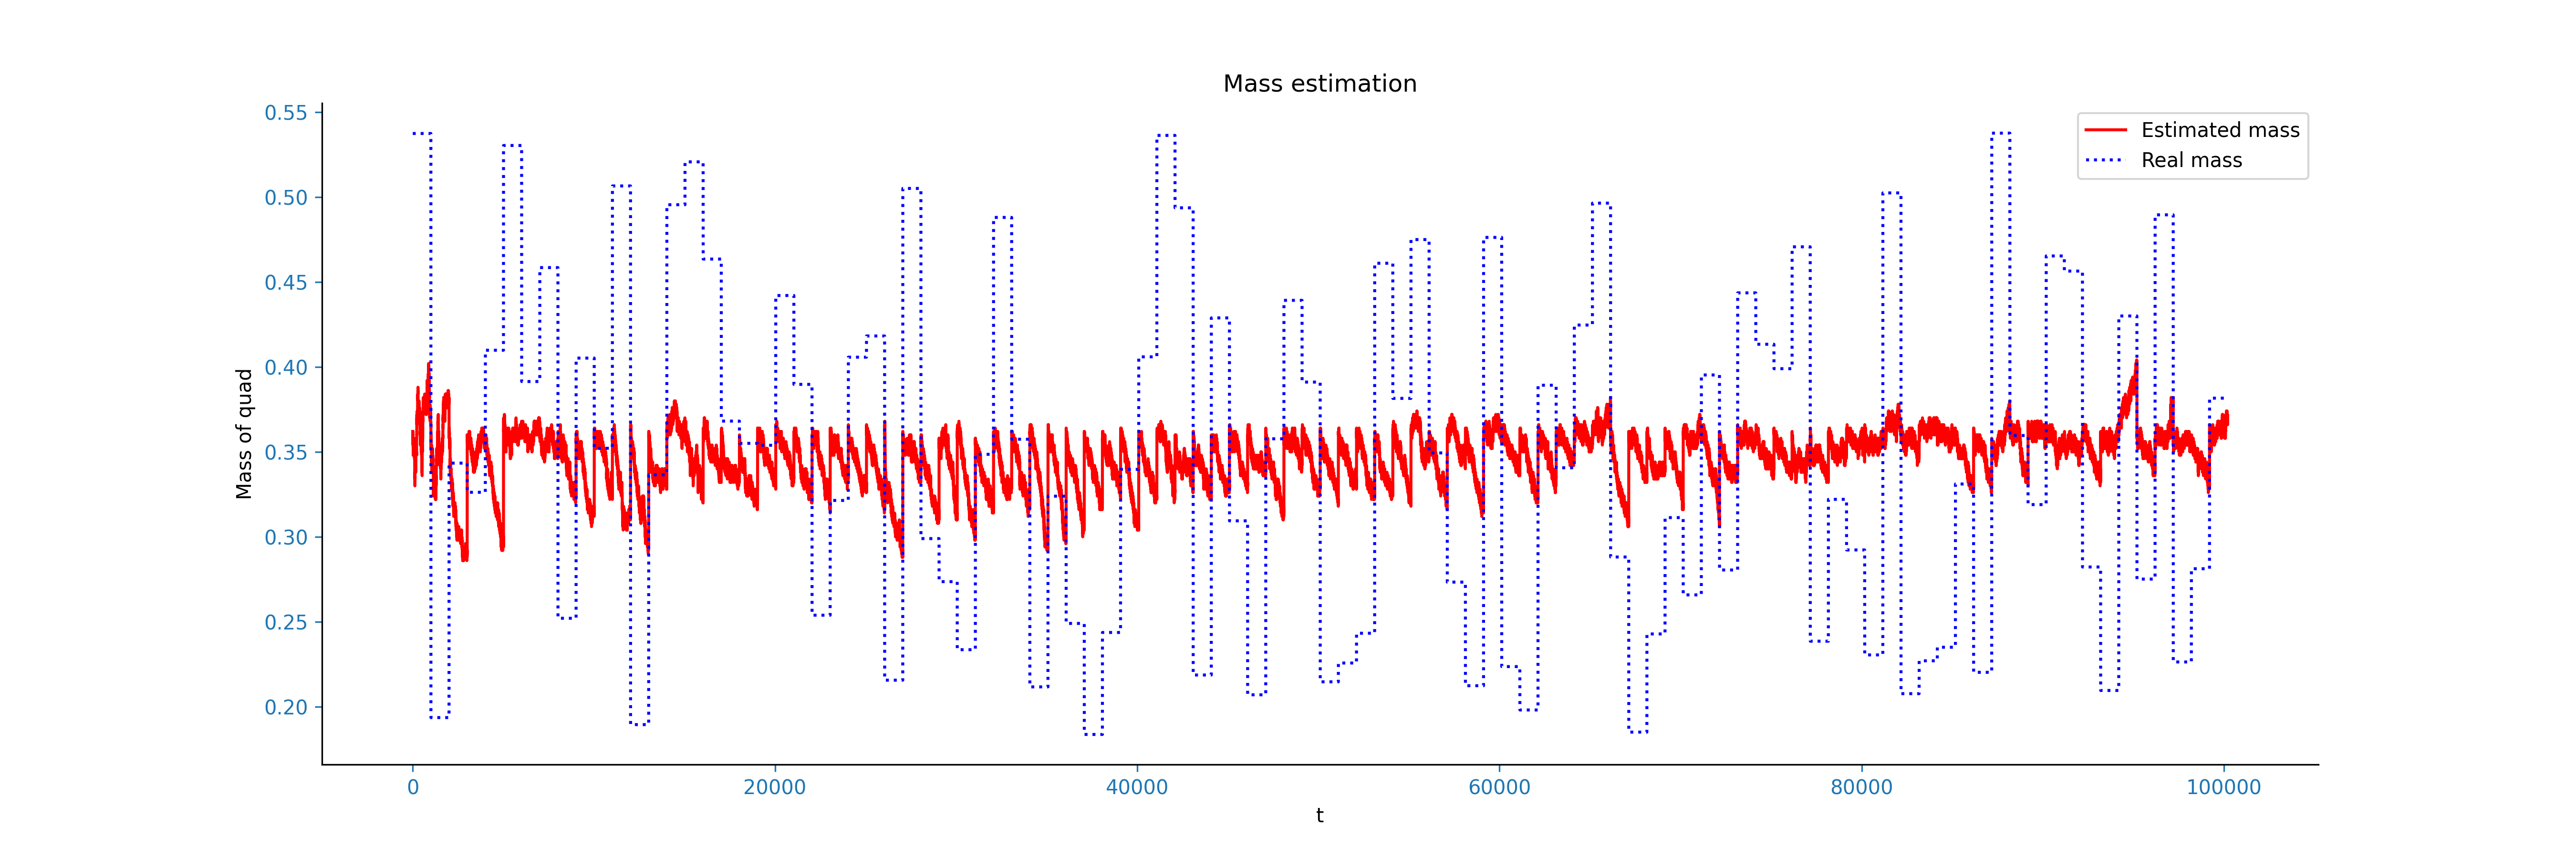 Mass estimation
Estimated mass
Real mass
Mass of quad
0.55
0.50
0.45
0.40
0.35
0.30
0.25
0.20
0
20000
40000
60000
80000
100000
t